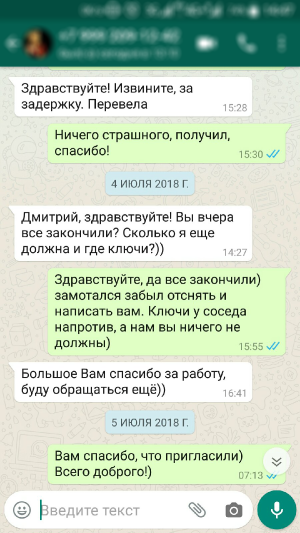 Здравствуйте! Извините, за
задержку. Перевела
15:28
Ничего страшного, получил,
спасибо!
15:30
4 ИЮЛЯ 2018 Г.
Дмитрий, здравствуйте! Вы вчера
все закончили? Сколько я еще
должна и где ключи?))
14:27
Здравствуйте, да все закончили)
замотался забыл отснять и
написать вам. Ключи у соседа
напротив, а нам вы ничего не
должны)
15:55
Большое Вам спасибо за работу,
буду обращаться ещё))
16:41
5 ИЮЛЯ 2018 Г.
Вам спасибо, что пригласили)
Всего доброго!)
07:13
Введите текст